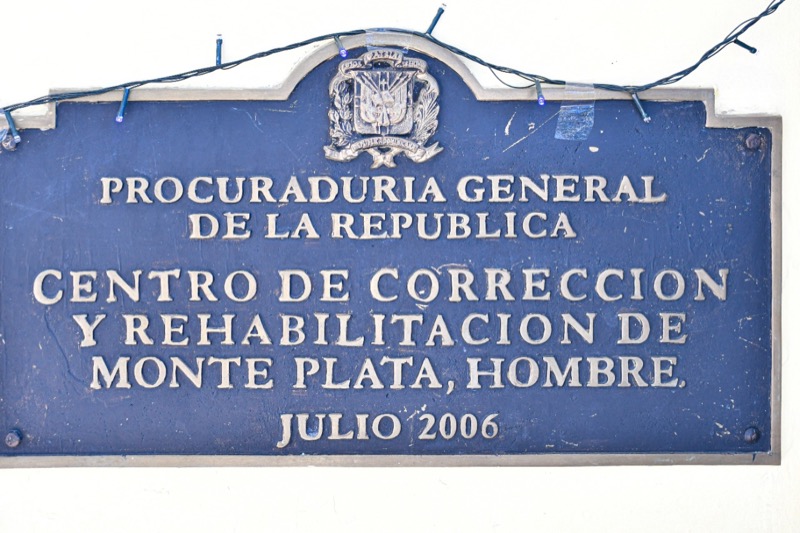 PROCURADURIA GENERAL
DE LA REPUBLICA
CENTRO DE CORRECCION
Y REHABILITACION DE
MONTE PLATA, HOMBRE.
JULIO 2006